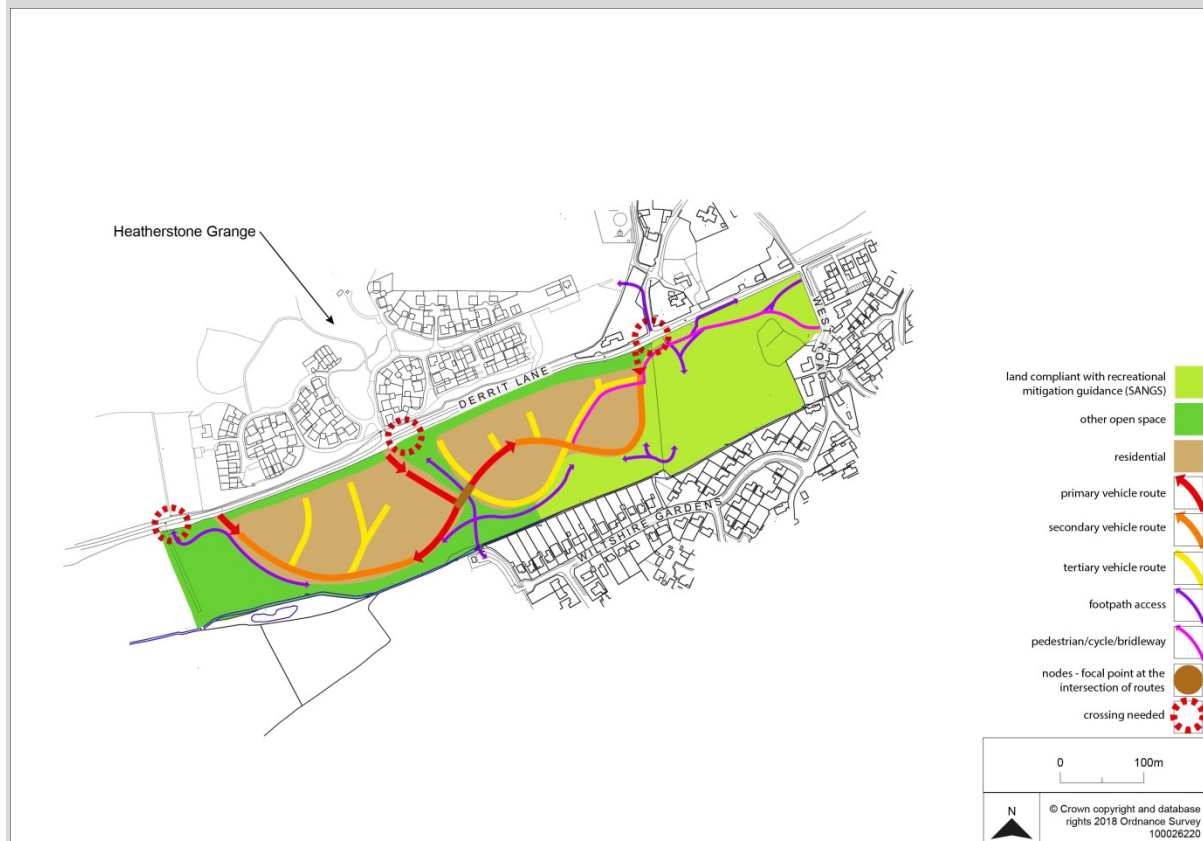 Heatherstone Grange
DERRIT LANE
WEST ROAD
WILTSHIRE GARDENS
land compliant with recreational
mitigation guidance (SANGS)
other open space
residential
primary vehicle route
secondary vehicle route
tertiary vehicle route
footpath access
pedestrian/cycle/bridleway
nodes - focal point at the
intersection of routes
crossing needed
0 100m
N
© Crown copyright and database
rights 2018 Ordnance Survey
100026220